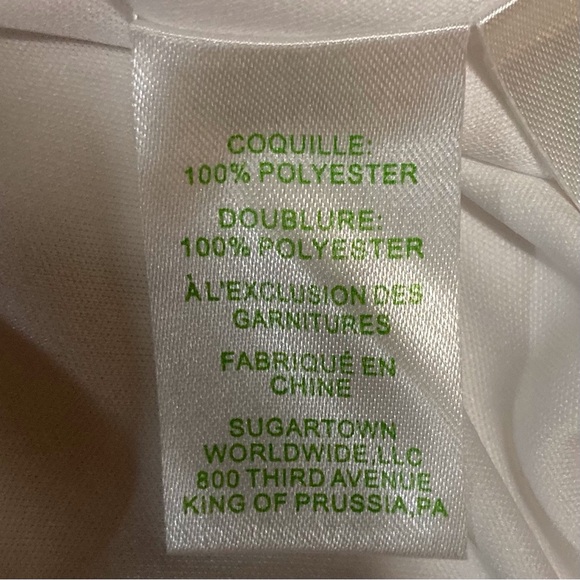 COQUILLE:
100% POLYESTER
DOUBLURE:
100% POLYESTER
À L'EXCLUSION DES
GARNITURES
FABRIQUÉ EN
CHINE
SUGARTOWN
WORLDWIDE, LLC
800 THIRD AVENUE
KING OF PRUSSIA, PA